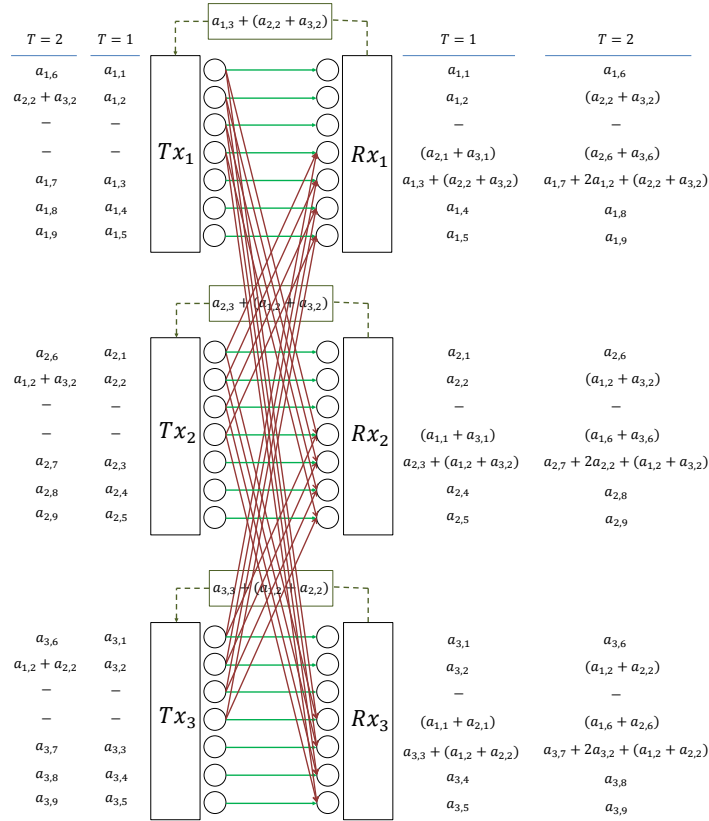 a_{1,3} + (a_{2,2} + a_{3,2})
T = 2 T = 1 T = 1 T = 2
a_{1,6} a_{1,1} a_{1,1} a_{1,6}
a_{2,2} + a_{3,2} a_{1,2} a_{1,2} (a_{2,2} + a_{3,2})
− − − −
− − (a_{2,1} + a_{3,1}) (a_{2,6} + a_{3,6})
Tx_1 Rx_1
a_{1,7} a_{1,3} a_{1,3} + (a_{2,2} + a_{3,2}) a_{1,7} + 2a_{1,2} + (a_{2,2} + a_{3,2})
a_{1,8} a_{1,4} a_{1,4} a_{1,8}
a_{1,9} a_{1,5} a_{1,5} a_{1,9}
a_{2,3} + (a_{1,2} + a_{3,2})
a_{2,6} a_{2,1} a_{2,1} a_{2,6}
a_{1,2} + a_{3,2} a_{2,2} a_{2,2} (a_{1,2} + a_{3,2})
− − − −
− − (a_{1,1} + a_{3,1}) (a_{1,6} + a_{3,6})
Tx_2 Rx_2
a_{2,7} a_{2,3} a_{2,3} + (a_{1,2} + a_{3,2}) a_{2,7} + 2a_{2,2} + (a_{1,2} + a_{3,2})
a_{2,8} a_{2,4} a_{2,4} a_{2,8}
a_{2,9} a_{2,5} a_{2,5} a_{2,9}
a_{3,3} + (a_{1,2} + a_{2,2})
a_{3,6} a_{3,1} a_{3,1} a_{3,6}
a_{1,2} + a_{2,2} a_{3,2} a_{3,2} (a_{1,2} + a_{2,2})
− − − −
− − (a_{1,1} + a_{2,1}) (a_{1,6} + a_{2,6})
Tx_3 Rx_3
a_{3,7} a_{3,3} a_{3,3} + (a_{1,2} + a_{2,2}) a_{3,7} + 2a_{3,2} + (a_{1,2} + a_{2,2})
a_{3,8} a_{3,4} a_{3,4} a_{3,8}
a_{3,9} a_{3,5} a_{3,5} a_{3,9}